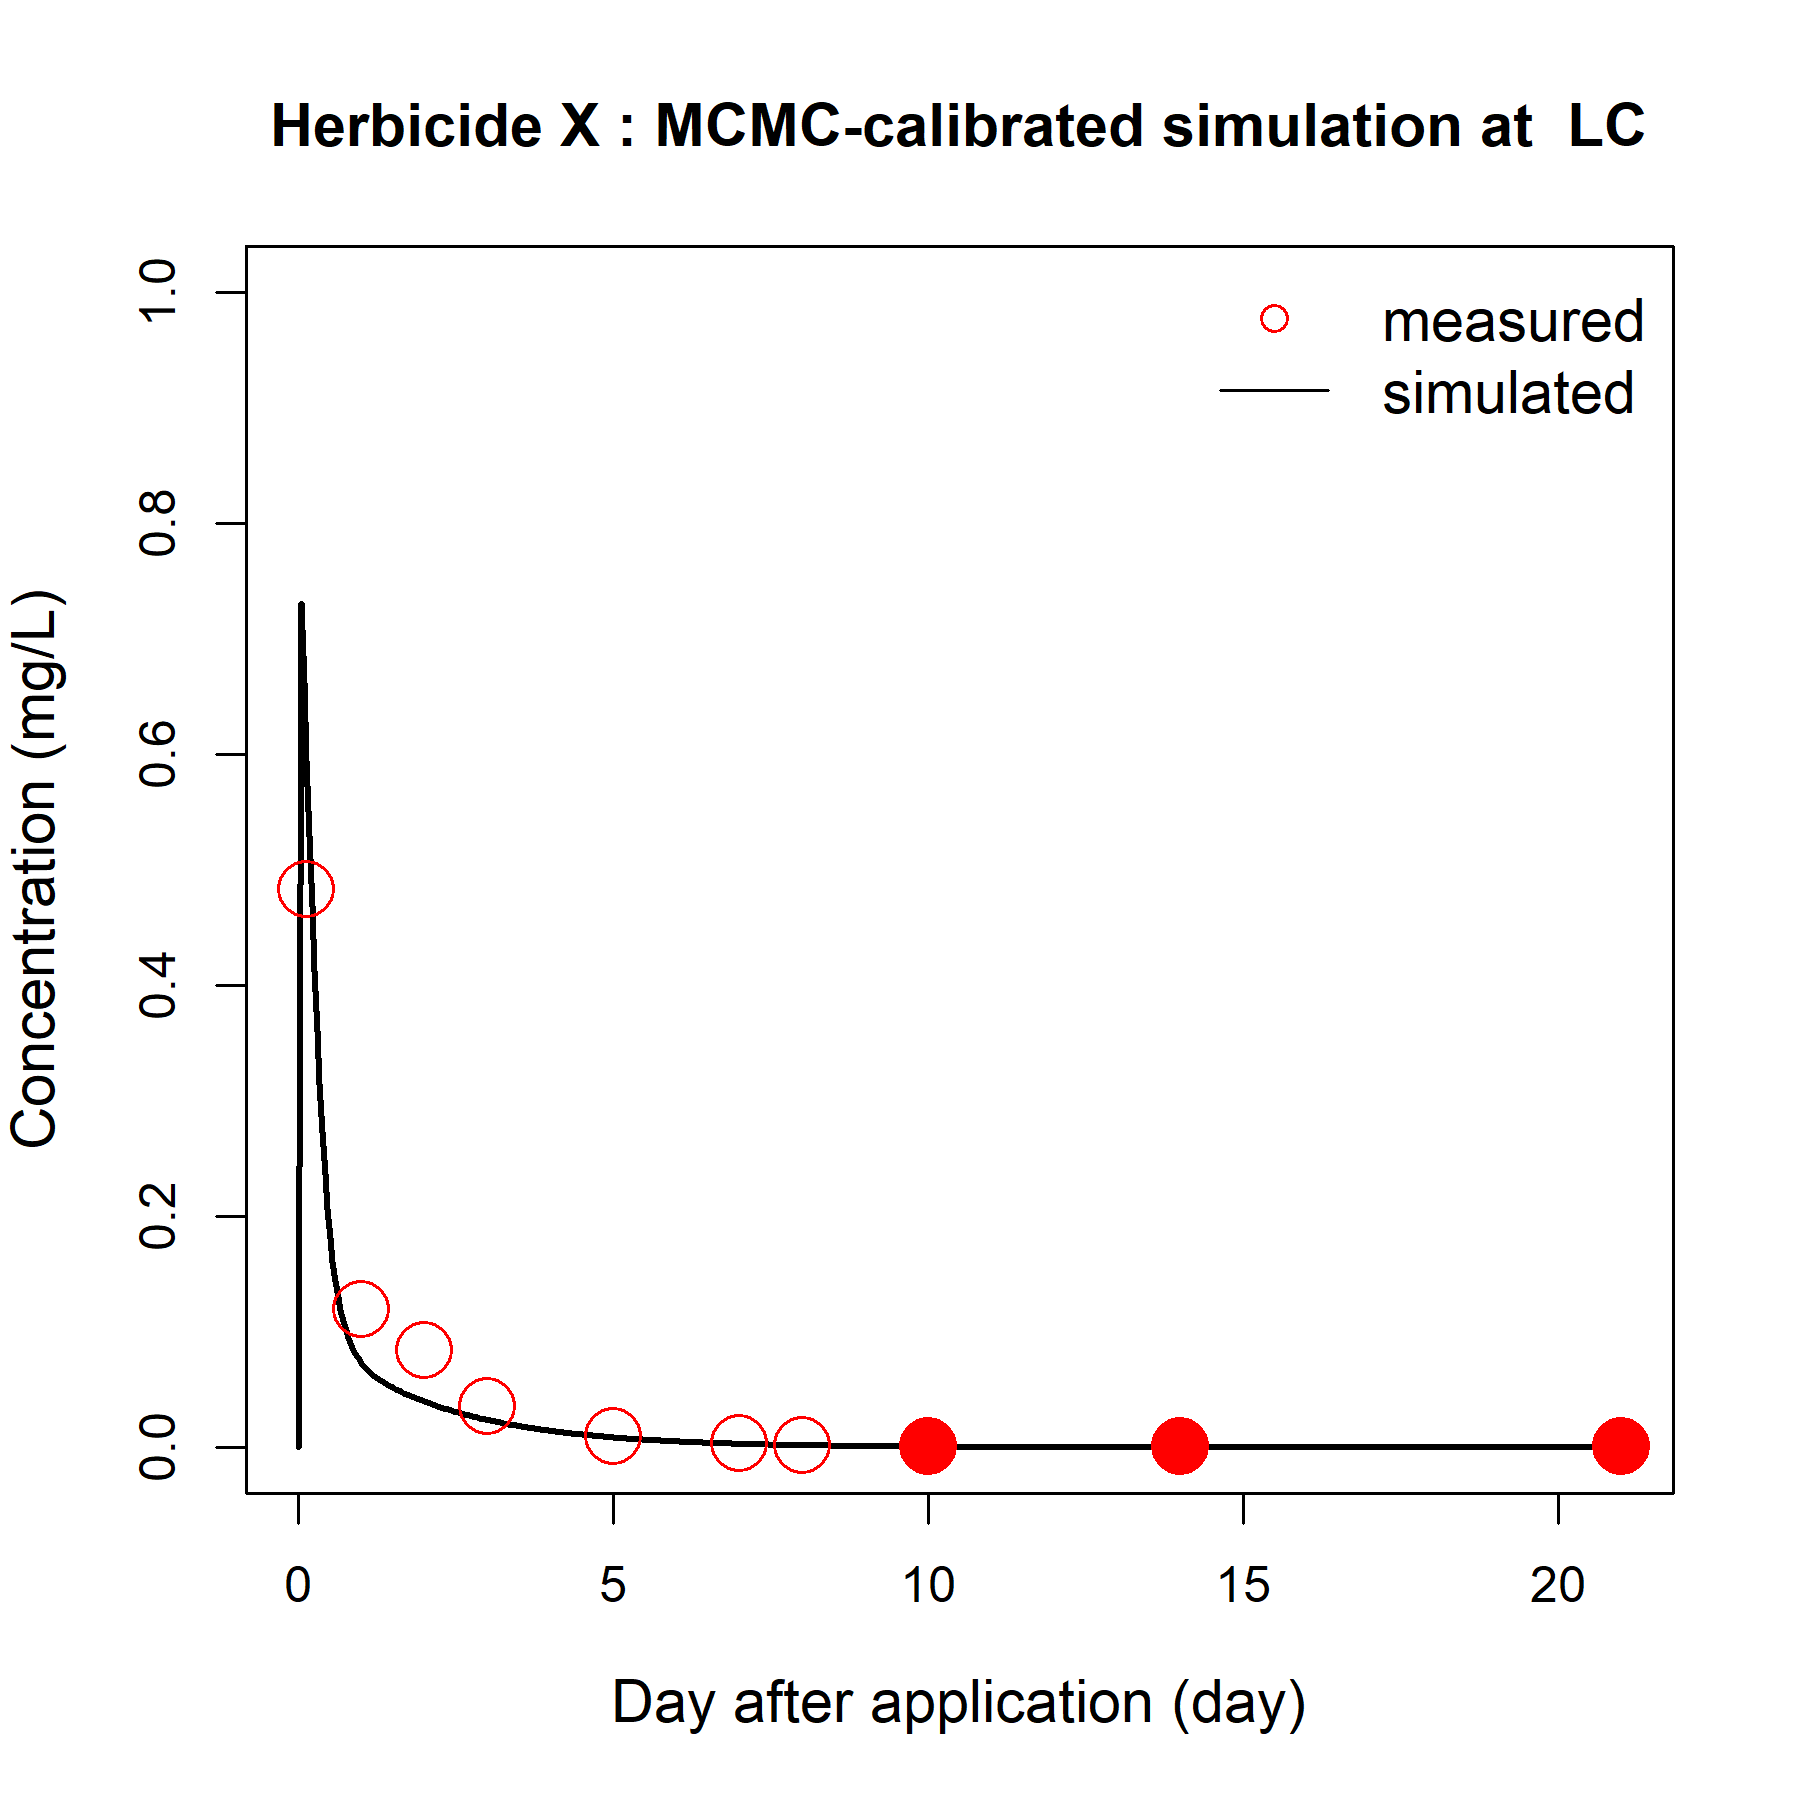 Herbicide X : MCMC-calibrated simulation at  LC
measured
simulated
Concentration (mg/L)
1.0
0.8
0.6
0.4
0.2
0.0
0 5 10 15 20
Day after application (day)